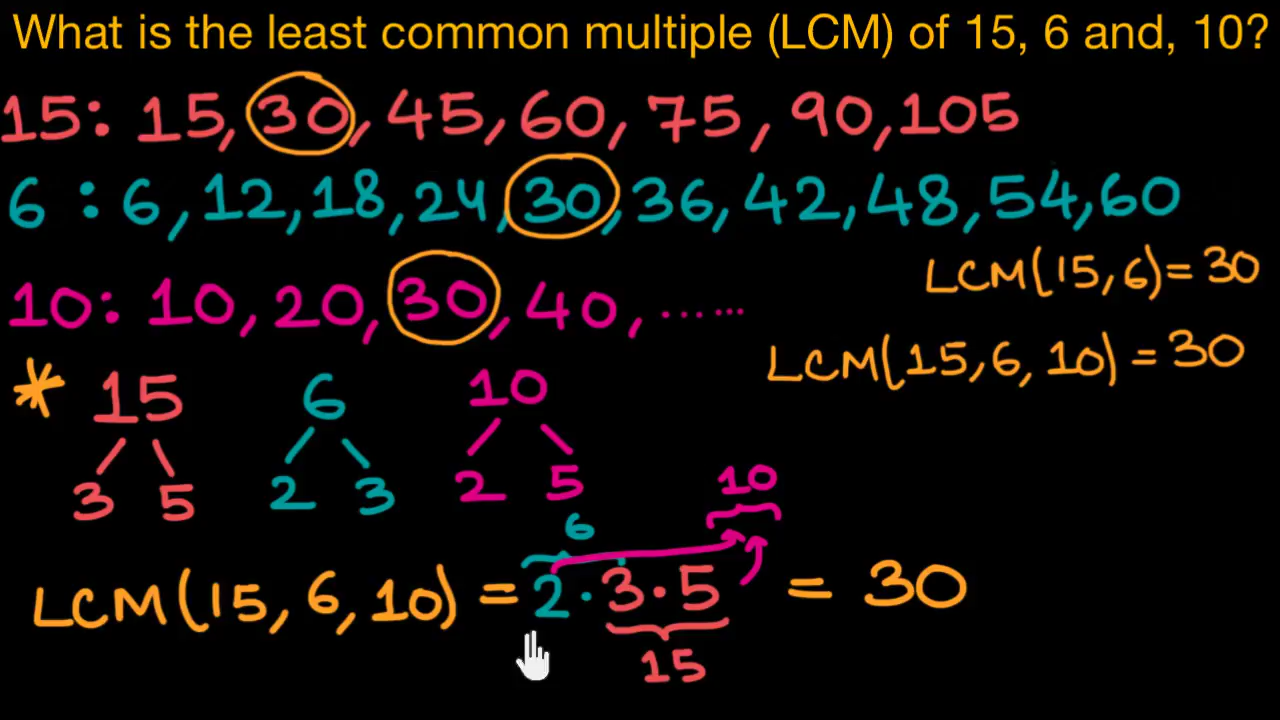 What is the least common multiple (LCM) of 15, 6 and, 10?
15: 15, 30, 45, 60, 75, 90, 105
6 : 6, 12, 18, 24, 30, 36, 42, 48, 54, 60
LCM(15, 6) = 30
10: 10, 20, 30, 40, ......
LCM(15, 6, 10) = 30
* 15 6 10
3 5 2 3 2 5
10
6
LCM(15, 6, 10) = 2 · 3 · 5 = 30
15